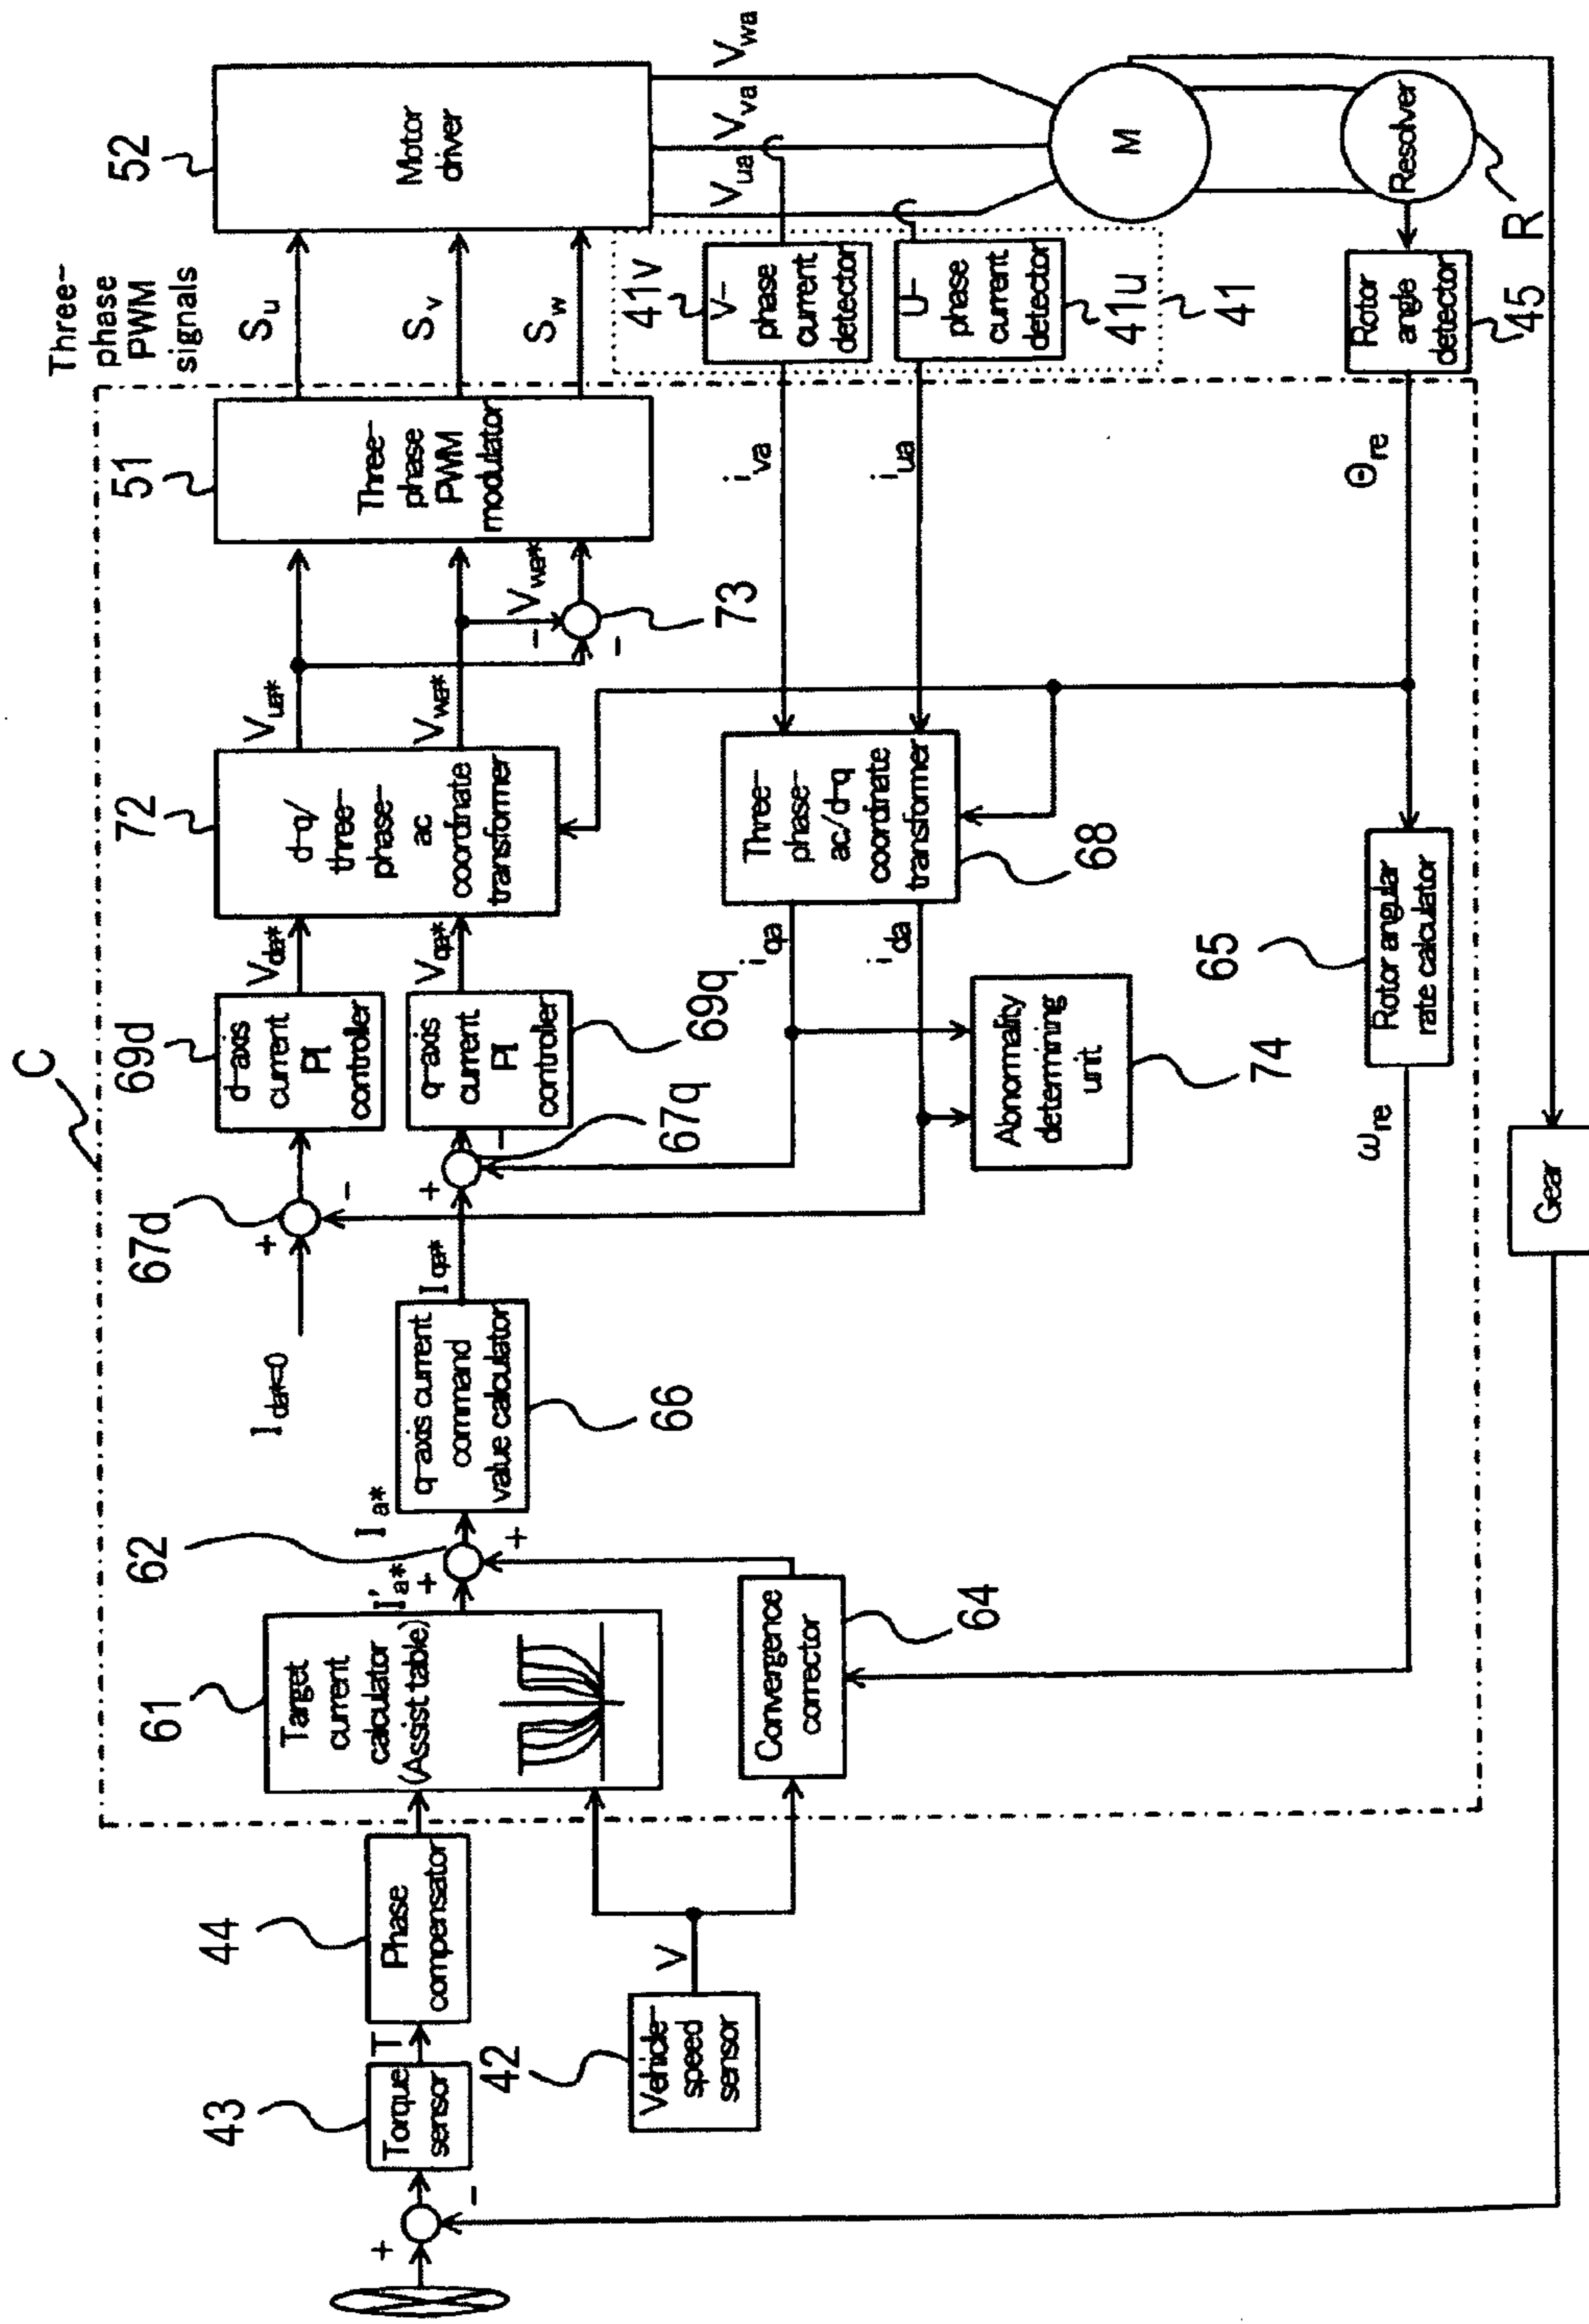 C
Three-
phase
PWM
signals
43
Torque
sensor
T
44
Phase
compensator
42
Vehicle-
speed
sensor
V
61
Target
current
calculator
(Assist table)
I'a*
+
+
62
Ia*
Convergence
corrector
64
66
q-axis current
command
value calculator
Iqa*
Ida*=0
67d
+
-
67q
+
-
69d
d-axis
current
PI
controller
Vda*
69q
q-axis
current
PI
controller
Vqa*
72
d-q/
three-
phase-
ac
coordinate
transformer
Vua*
Vwa*
Vwa*
-
-
73
51
Three-
phase
PWM
modulator
Su
Sv
Sw
52
Motor
driver
Vua
Vva
Vwa
41v
V-
phase
current
detector
U-
phase
current
detector
41u
41
iva
iua
Three-
phase-
ac/d-q
coordinate
transformer
68
iqa
ida
Abnormality
determining
unit
74
65
Rotor angular
rate calculator
ωre
Θre
Rotor
angle
detector
45
M
Resolver
R
Gear
+
-